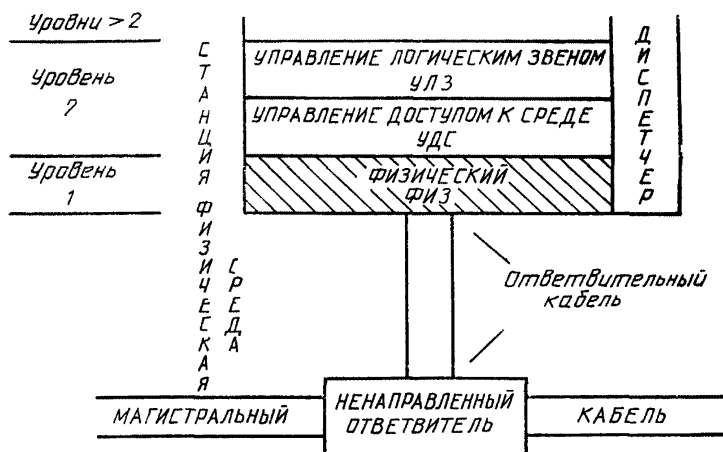 Уровни > 2
Уровень
2
Уровень
1
СТАНЦИЯ
ФИЗИЧЕСКАЯ
СРЕДА
УПРАВЛЕНИЕ ЛОГИЧЕСКИМ ЗВЕНОМ
УЛЗ
УПРАВЛЕНИЕ ДОСТУПОМ К СРЕДЕ
УДС
ФИЗИЧЕСКИЙ
ФИЗ
ДИСПЕТЧЕР
Ответвительный
кабель
МАГИСТРАЛЬНЫЙ
НЕНАПРАВЛЕННЫЙ
ОТВЕТВИТЕЛЬ
КАБЕЛЬ